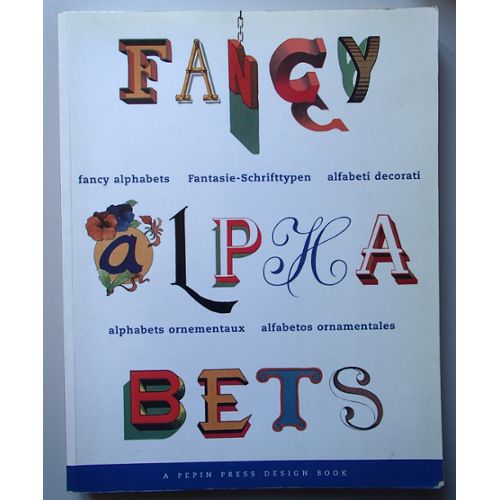 FANCY
fancy alphabets Fantasie-Schrifttypen alfabeti decorati
aLPHA
alphabets ornementaux alfabetos ornamentales
BETS
A PEPIN PRESS DESIGN BOOK